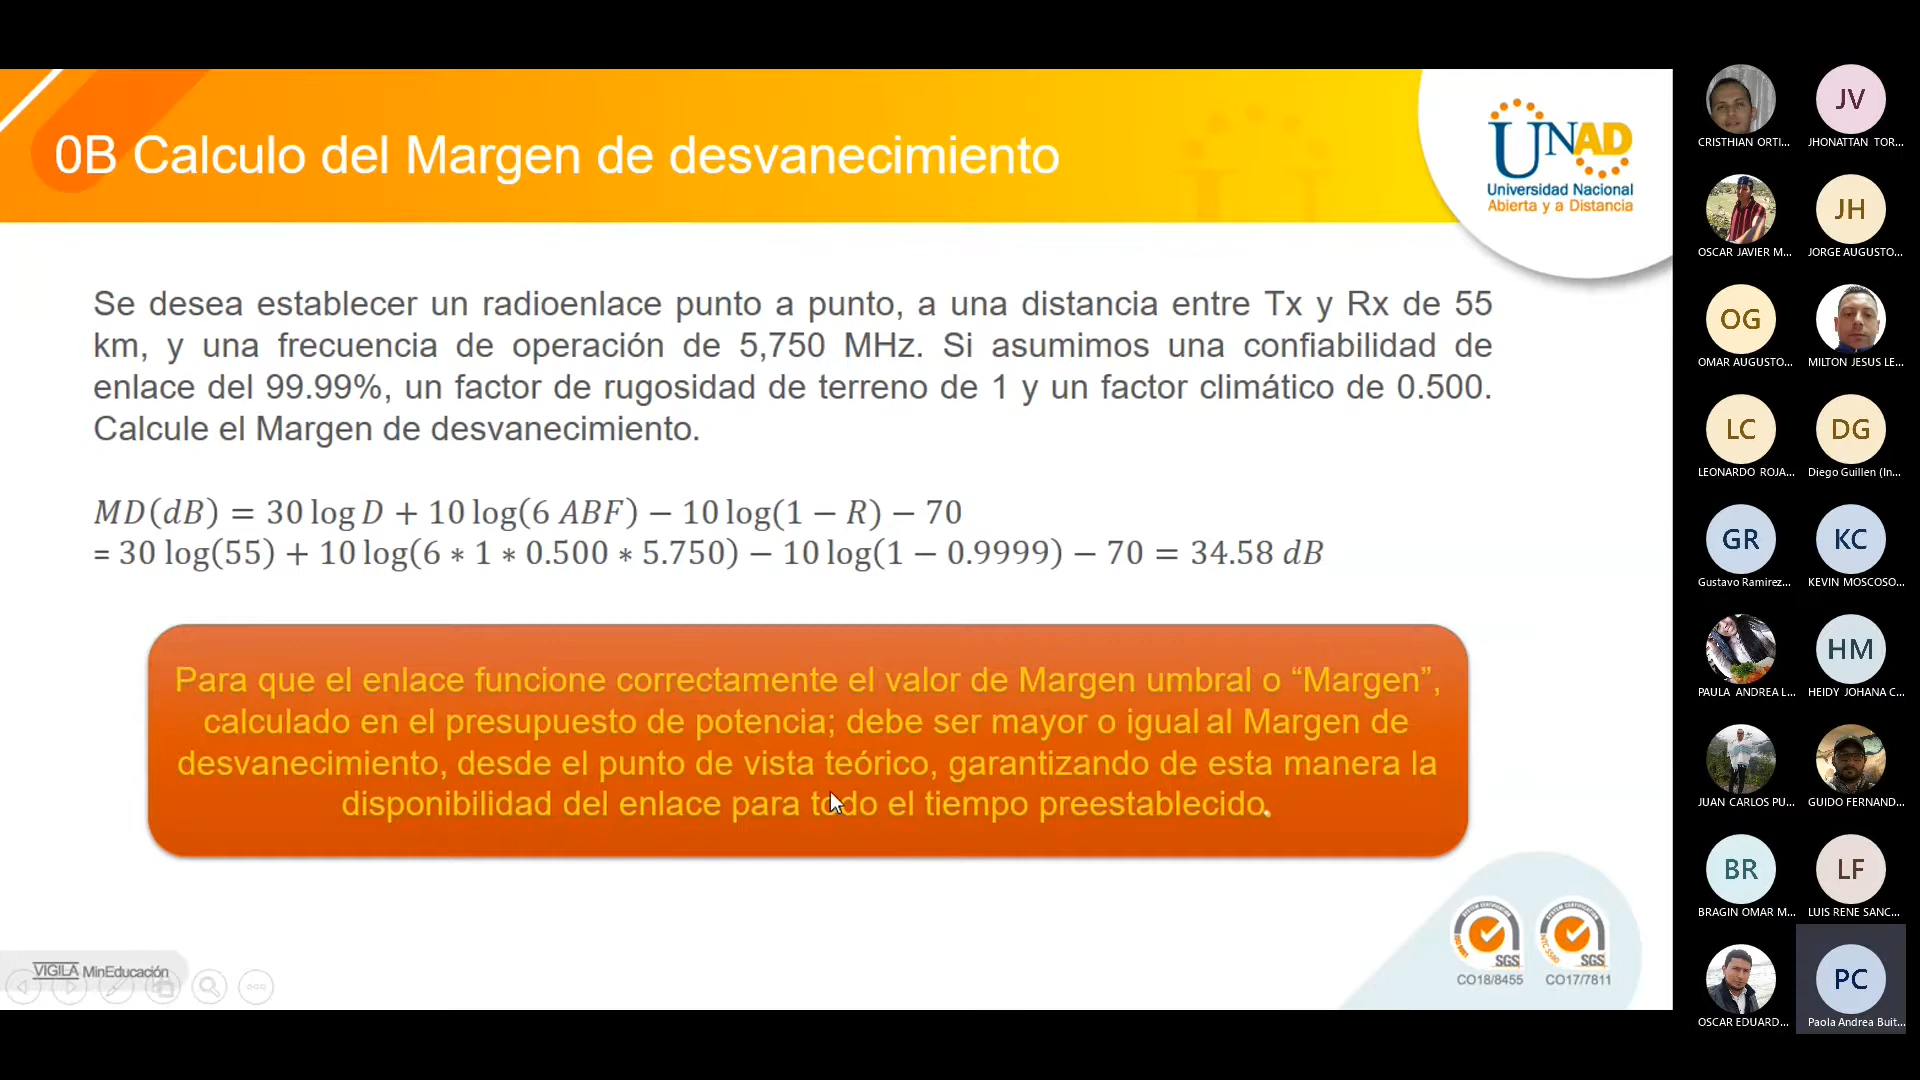 0B Calculo del Margen de desvanecimiento
UNAD
Universidad Nacional
Abierta y a Distancia
Se desea establecer un radioenlace punto a punto, a una distancia entre Tx y Rx de 55
km, y una frecuencia de operación de 5,750 MHz. Si asumimos una confiabilidad de
enlace del 99.99%, un factor de rugosidad de terreno de 1 y un factor climático de 0.500.
Calcule el Margen de desvanecimiento.
MD(dB) = 30 log D + 10 log(6 ABF) − 10 log(1 − R) − 70
= 30 log(55) + 10 log(6 ∗ 1 ∗ 0.500 ∗ 5.750) − 10 log(1 − 0.9999) − 70 = 34.58 dB
Para que el enlace funcione correctamente el valor de Margen umbral o “Margen”,
calculado en el presupuesto de potencia; debe ser mayor o igual al Margen de
desvanecimiento, desde el punto de vista teórico, garantizando de esta manera la
disponibilidad del enlace para todo el tiempo preestablecido.
VIGILADA MinEducación
SYSTEM CERTIFICATION
SGS
SYSTEM CERTIFICATION
SGS
CO18/8455
CO17/7811
CRISTHIAN ORTI...
JV
JHONATTAN TOR...
OSCAR JAVIER M...
JH
JORGE AUGUSTO...
OG
OMAR AUGUSTO...
MILTON JESUS LE...
LC
LEONARDO ROJA...
DG
Diego Guillen (In...
GR
Gustavo Ramirez...
KC
KEVIN MOSCOSO...
PAULA ANDREA L...
HM
HEIDY JOHANA C...
JUAN CARLOS PU...
GUIDO FERNAND...
BR
BRAGIN OMAR M...
LF
LUIS RENE SANC...
OSCAR EDUARD...
PC
Paola Andrea Buit...